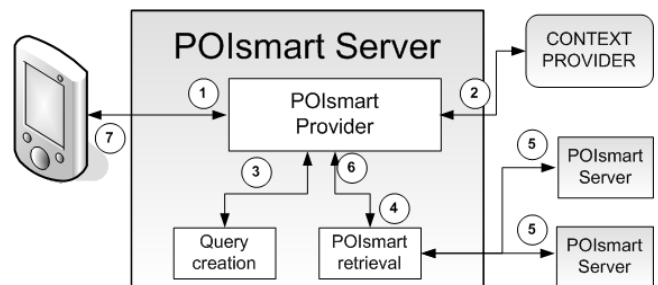 POIsmart Server
CONTEXT
PROVIDER
1
POIsmart
Provider
2
7
3
6
5
POIsmart
Server
4
5
Query
creation
POIsmart
retrieval
POIsmart
Server